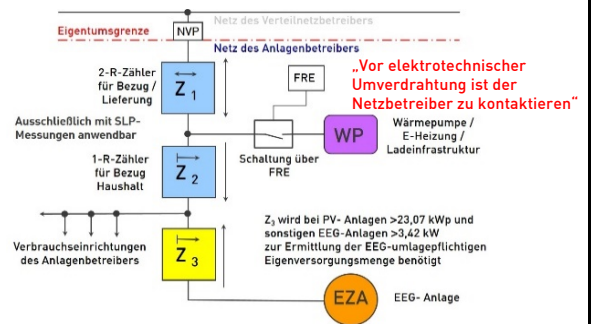 Netz des Verteilnetzbetreibers
Eigentumsgrenze
NVP
Netz des Anlagenbetreibers
2-R-Zähler
für Bezug /
Lieferung
Z 1
FRE
„Vor elektrotechnischer
Umverdrahtung ist der
Netzbetreiber zu kontaktieren“
Ausschließlich mit SLP-
Messungen anwendbar
WP
Wärmepumpe /
E-Heizung /
Ladeinfrastruktur
Schaltung über
FRE
1-R-Zähler
für Bezug
Haushalt
Z 2
Verbrauchseinrichtungen
des Anlagenbetreibers
Z 3
Z3 wird bei PV- Anlagen >23,07 kWp und
sonstigen EEG-Anlagen >3,42 kW
zur Ermittlung der EEG-umlagepflichtigen
Eigenversorgungsmenge benötigt
EZA
EEG- Anlage